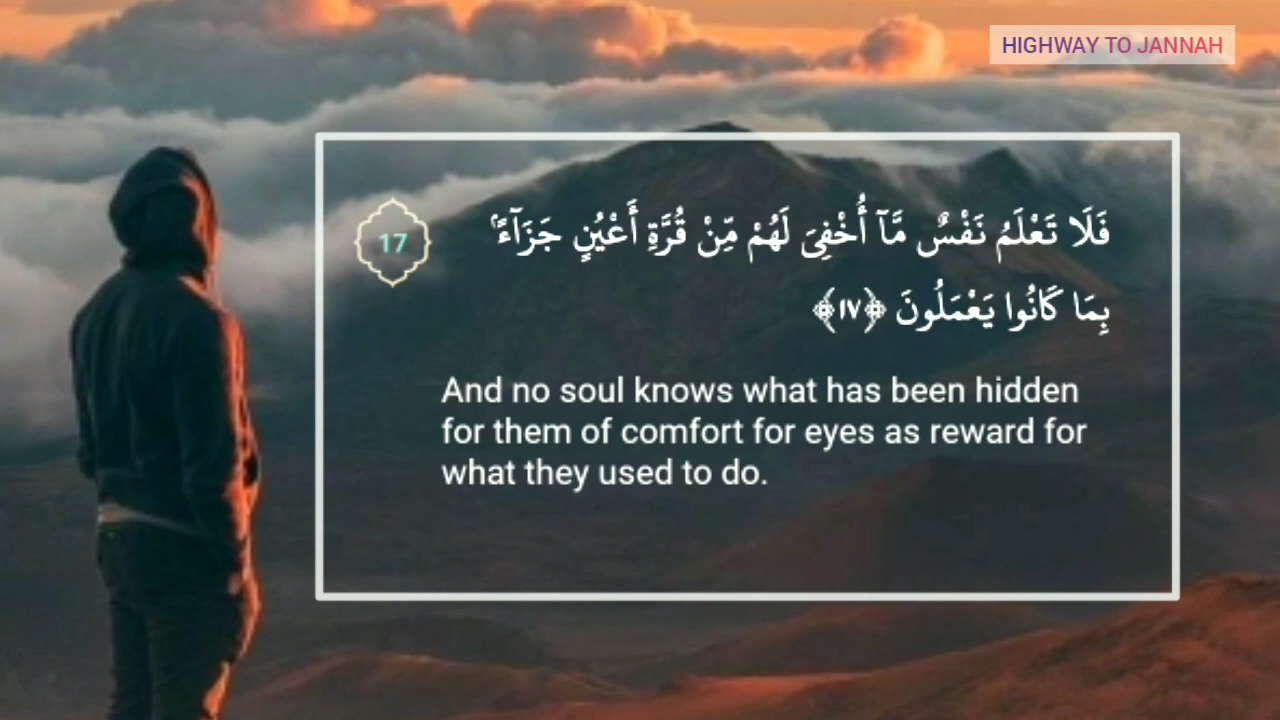 HIGHWAY TO JANNAH
17
فَلَا تَعْلَمُ نَفْسٌ مَّآ أُخْفِىَ لَهُمْ مِّنْ قُرَّةِ أَعْيُنٍ جَزَآءًۢ
بِمَا كَانُوا يَعْمَلُونَ ﴿١٧﴾
And no soul knows what has been hidden
for them of comfort for eyes as reward for
what they used to do.